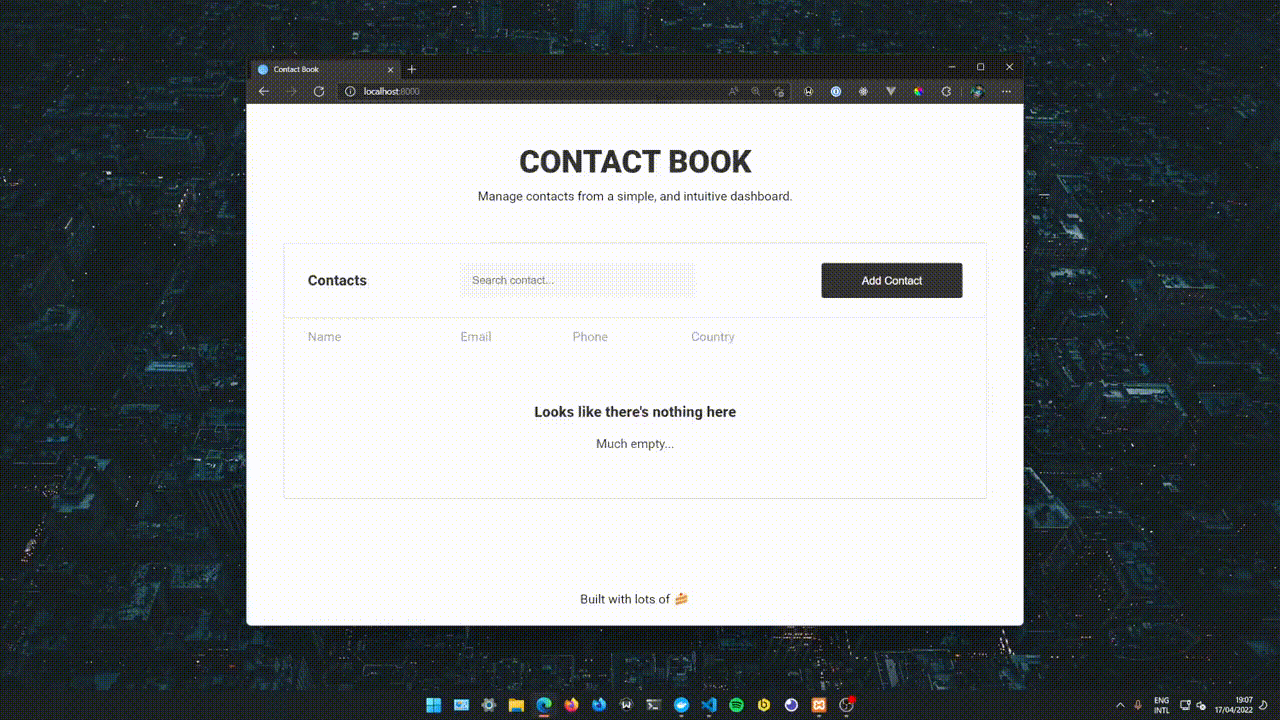 Contact Book
localhost:8000
CONTACT BOOK
Manage contacts from a simple, and intuitive dashboard.
Contacts
Search contact...
Add Contact
Name Email Phone Country
Looks like there's nothing here
Much empty...
Built with lots of 🍰
ENG
INTL
19:07
17/04/2022